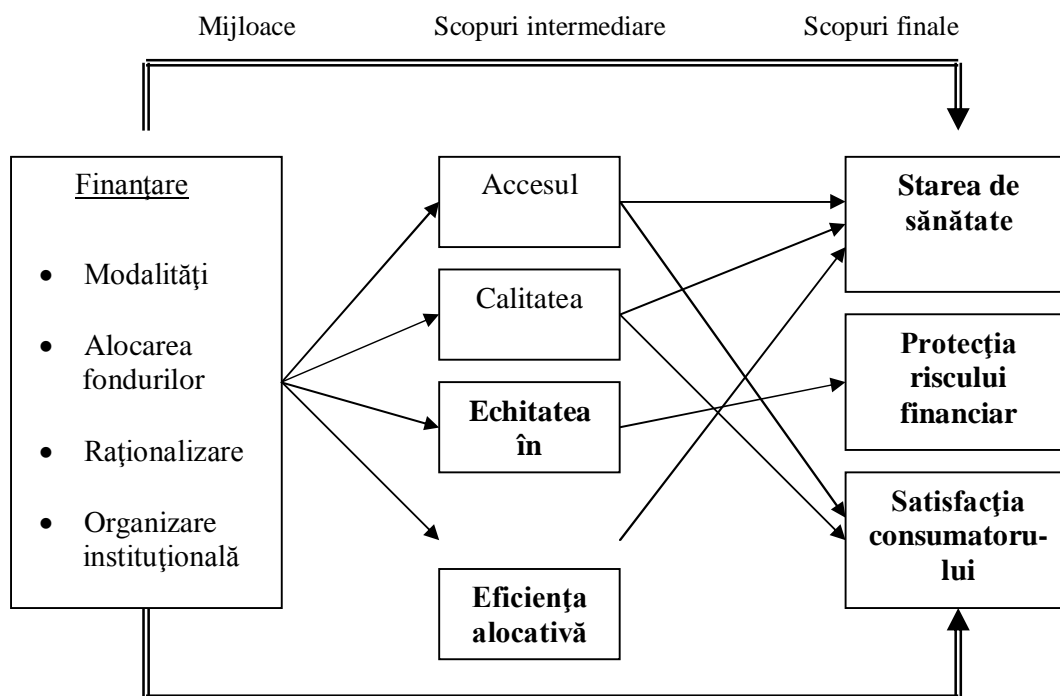 Mijloace Scopuri intermediare Scopuri finale
Finanţare
• Modalităţi
• Alocarea
fondurilor
• Raţionalizare
• Organizare
instituţională
Accesul
Calitatea
Echitatea
în
Eficienţa
alocativă
Starea de
sănătate
Protecţia
riscului
financiar
Satisfacţia
consumatoru-
lui